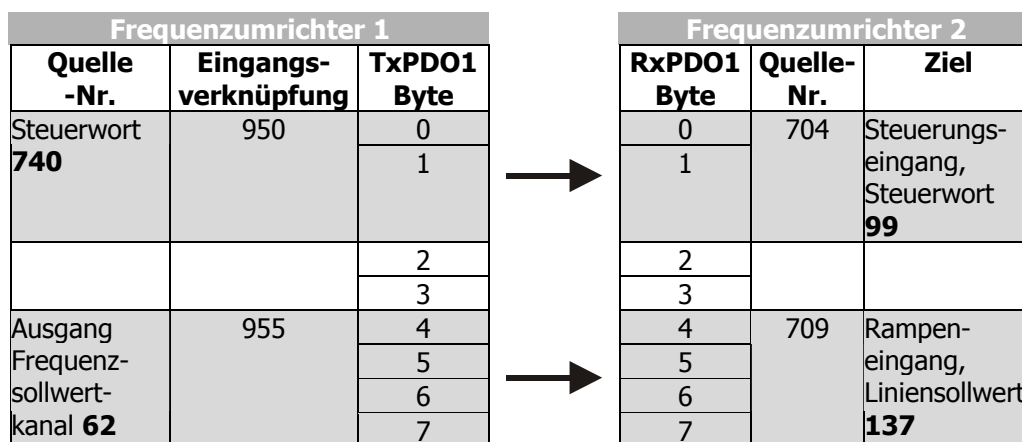 Frequenzumrichter 1
Quelle -Nr. Eingangs-verknüpfung TxPDO1 Byte
Steuerwort 740 950 0
1
2
3
Ausgang Frequenz-sollwert-kanal 62 955 4
5
6
7
Frequenzumrichter 2
RxPDO1 Byte Quelle-Nr. Ziel
0 704 Steuerungs-eingang, Steuerwort 99
1
2
3
4 709 Rampen-eingang, Liniensollwert 137
5
6
7